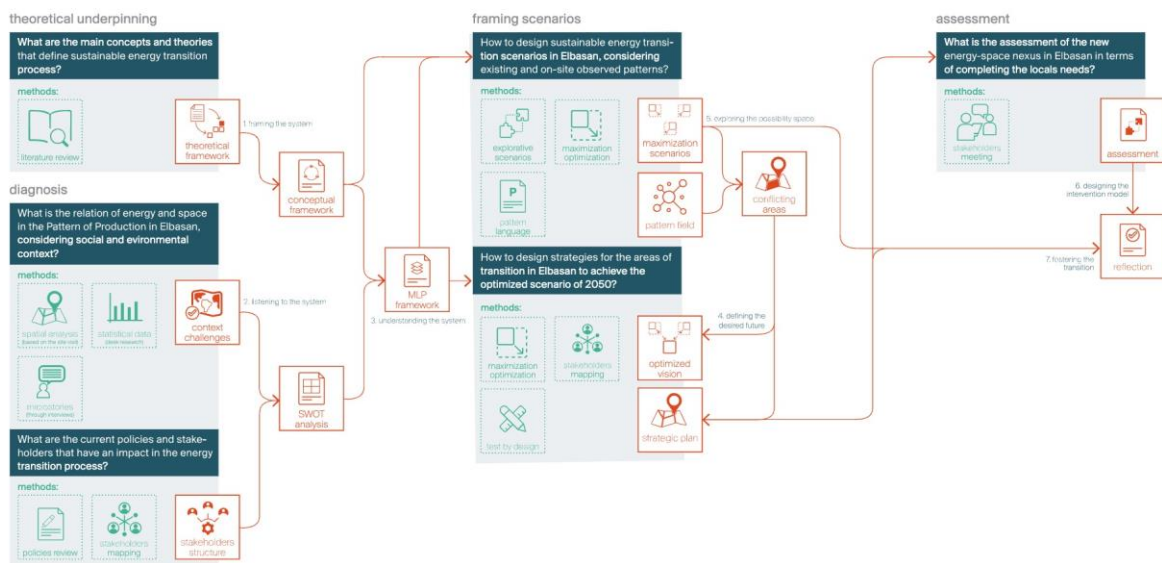 theoretical underpinning
What are the main concepts and theories
that define sustainable energy transition
process?
methods:
literature review
theoretical
framework
1. framing the system
conceptual
framework
diagnosis
What is the relation of energy and space
in the Pattern of Production in Elbasan,
considering social and evironmental
context?
methods:
spatial analysis
(based on the site visit)
statistical data
(desk research)
context
challenges
2. listening to the system
microstories
(through interviews)
SWOT
analysis
What are the current policies and stake-
holders that have an impact in the energy
transition process?
methods:
policies review
stakeholders
mapping
stakeholders
structure
MLP
framework
3. understanding the system
framing scenarios
How to design sustainable energy transi-
tion scenarios in Elbasan, considering
existing and on-site observed patterns?
methods:
explorative
scenarios
maximization
optimization
maximization
scenarios
5. exploring the possibility space
P
pattern
language
pattern field
conflicting
areas
How to design strategies for the areas of
transition in Elbasan to achieve the
optimized scenario of 2050?
methods:
maximization
optimization
stakeholders
mapping
optimized
vision
4. defining the
desired future
test by design
strategic plan
assessment
What is the assessment of the new
energy-space nexus in Elbasan in terms
of completing the locals needs?
methods:
stakeholders
meeting
assessment
6. designing the
intervention model
7. fostering the
transition
reflection